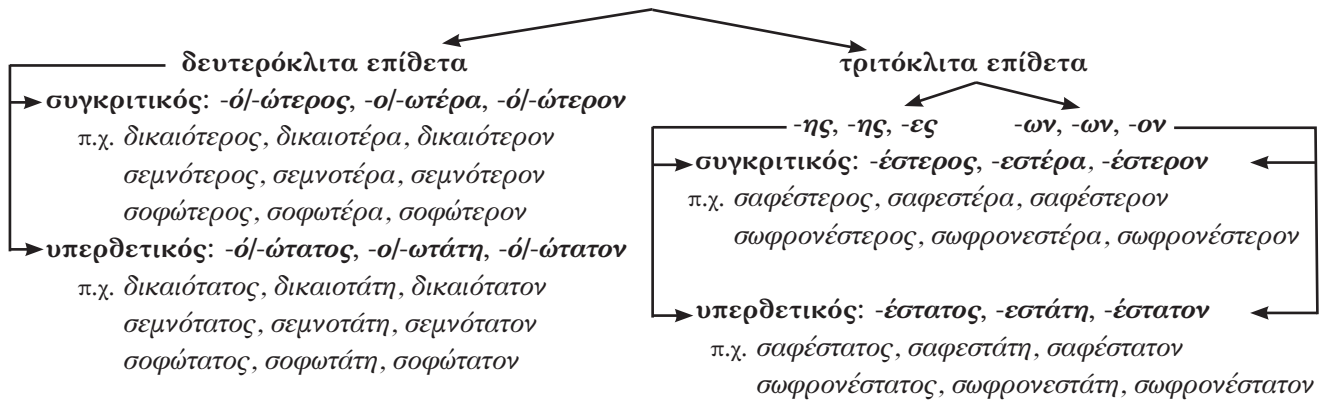 δευτερόκλιτα επίθετα
συγκριτικός: -ό/-ώτερος, -ο/-ωτέρα, -ό/-ώτερον
π.χ. δικαιότερος, δικαιοτέρα, δικαιότερον
σεμνότερος, σεμνοτέρα, σεμνότερον
σοφώτερος, σοφωτέρα, σοφώτερον
υπερθετικός: -ό/-ώτατος, -ο/-ωτάτη, -ό/-ώτατον
π.χ. δικαιότατος, δικαιοτάτη, δικαιότατον
σεμνότατος, σεμνοτάτη, σεμνότατον
σοφώτατος, σοφωτάτη, σοφώτατον
τριτόκλιτα επίθετα
-ης, -ης, -ες -ων, -ων, -ον
συγκριτικός: -έστερος, -εστέρα, -έστερον
π.χ. σαφέστερος, σαφεστέρα, σαφέστερον
σωφρονέστερος, σωφρονεστέρα, σωφρονέστερον
υπερθετικός: -έστατος, -εστάτη, -έστατον
π.χ. σαφέστατος, σαφεστάτη, σαφέστατον
σωφρονέστατος, σωφρονεστάτη, σωφρονέστατον